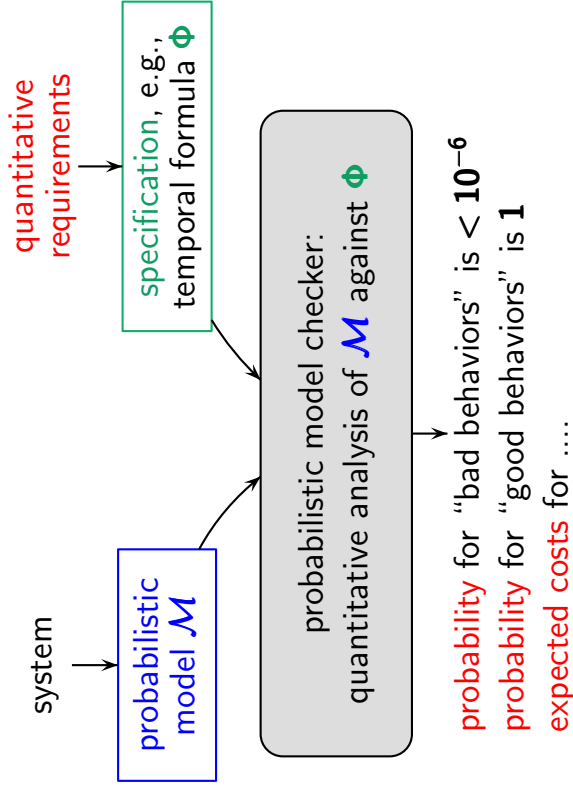 system
probabilistic
model 𝓜
quantitative
requirements
specification, e.g.,
temporal formula Φ
probabilistic model checker:
quantitative analysis of 𝓜 against Φ
probability for “bad behaviors” is < 10⁻⁶
probability for “good behaviors” is 1
expected costs for ....